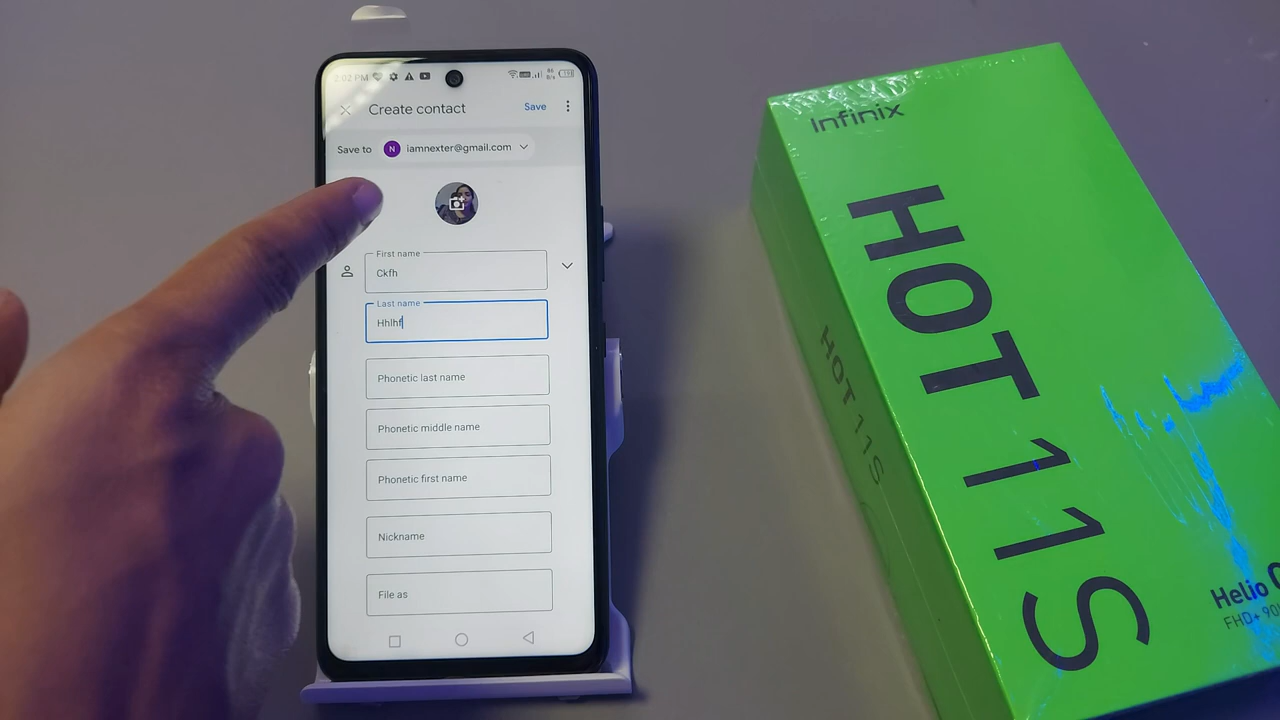 2:02 PM
Create contact
Save
Save to
N
iamnexter@gmail.com
First name
Ckfh
Last name
Hhlhf
Phonetic last name
Phonetic middle name
Phonetic first name
Nickname
File as
Infinix
HOT 11S
HOT 11S
Helio
FHD+